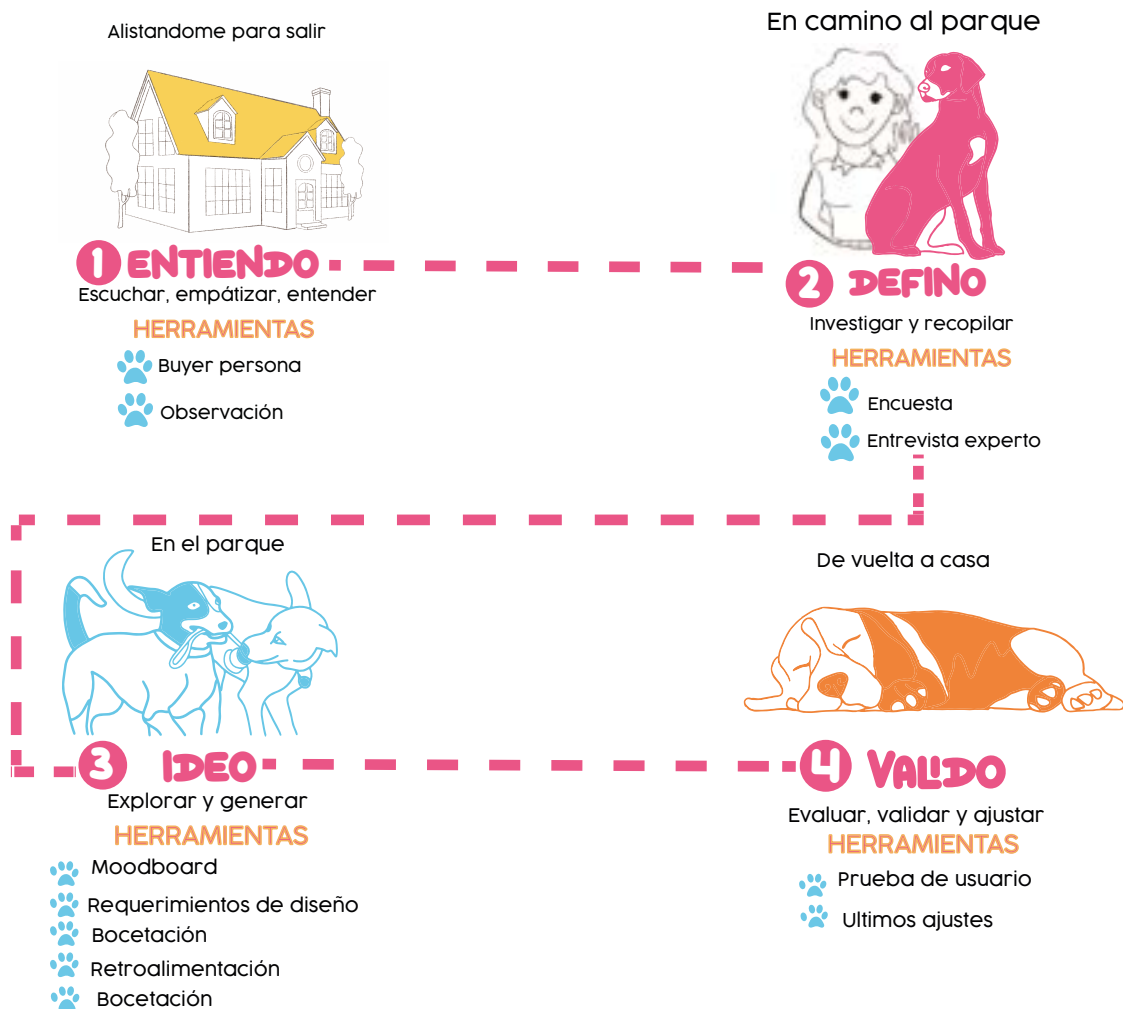 Alistandome para salir
1 ENTIENDO
Escuchar, empátizar, entender
HERRAMIENTAS
Buyer persona
Observación
En camino al parque
2 DEFINO
Investigar y recopilar
HERRAMIENTAS
Encuesta
Entrevista experto
En el parque
3 IDEO
Explorar y generar
HERRAMIENTAS
Moodboard
Requerimientos de diseño
Bocetación
Retroalimentación
Bocetación
De vuelta a casa
4 VALIDO
Evaluar, validar y ajustar
HERRAMIENTAS
Prueba de usuario
Ultimos ajustes